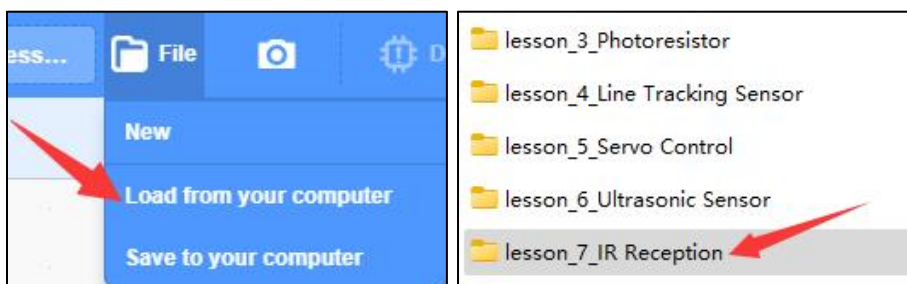 ess...
File
D
New
Load from your computer
Save to your computer
lesson_3_Photoresistor
lesson_4_Line Tracking Sensor
lesson_5_Servo Control
lesson_6_Ultrasonic Sensor
lesson_7_IR Reception